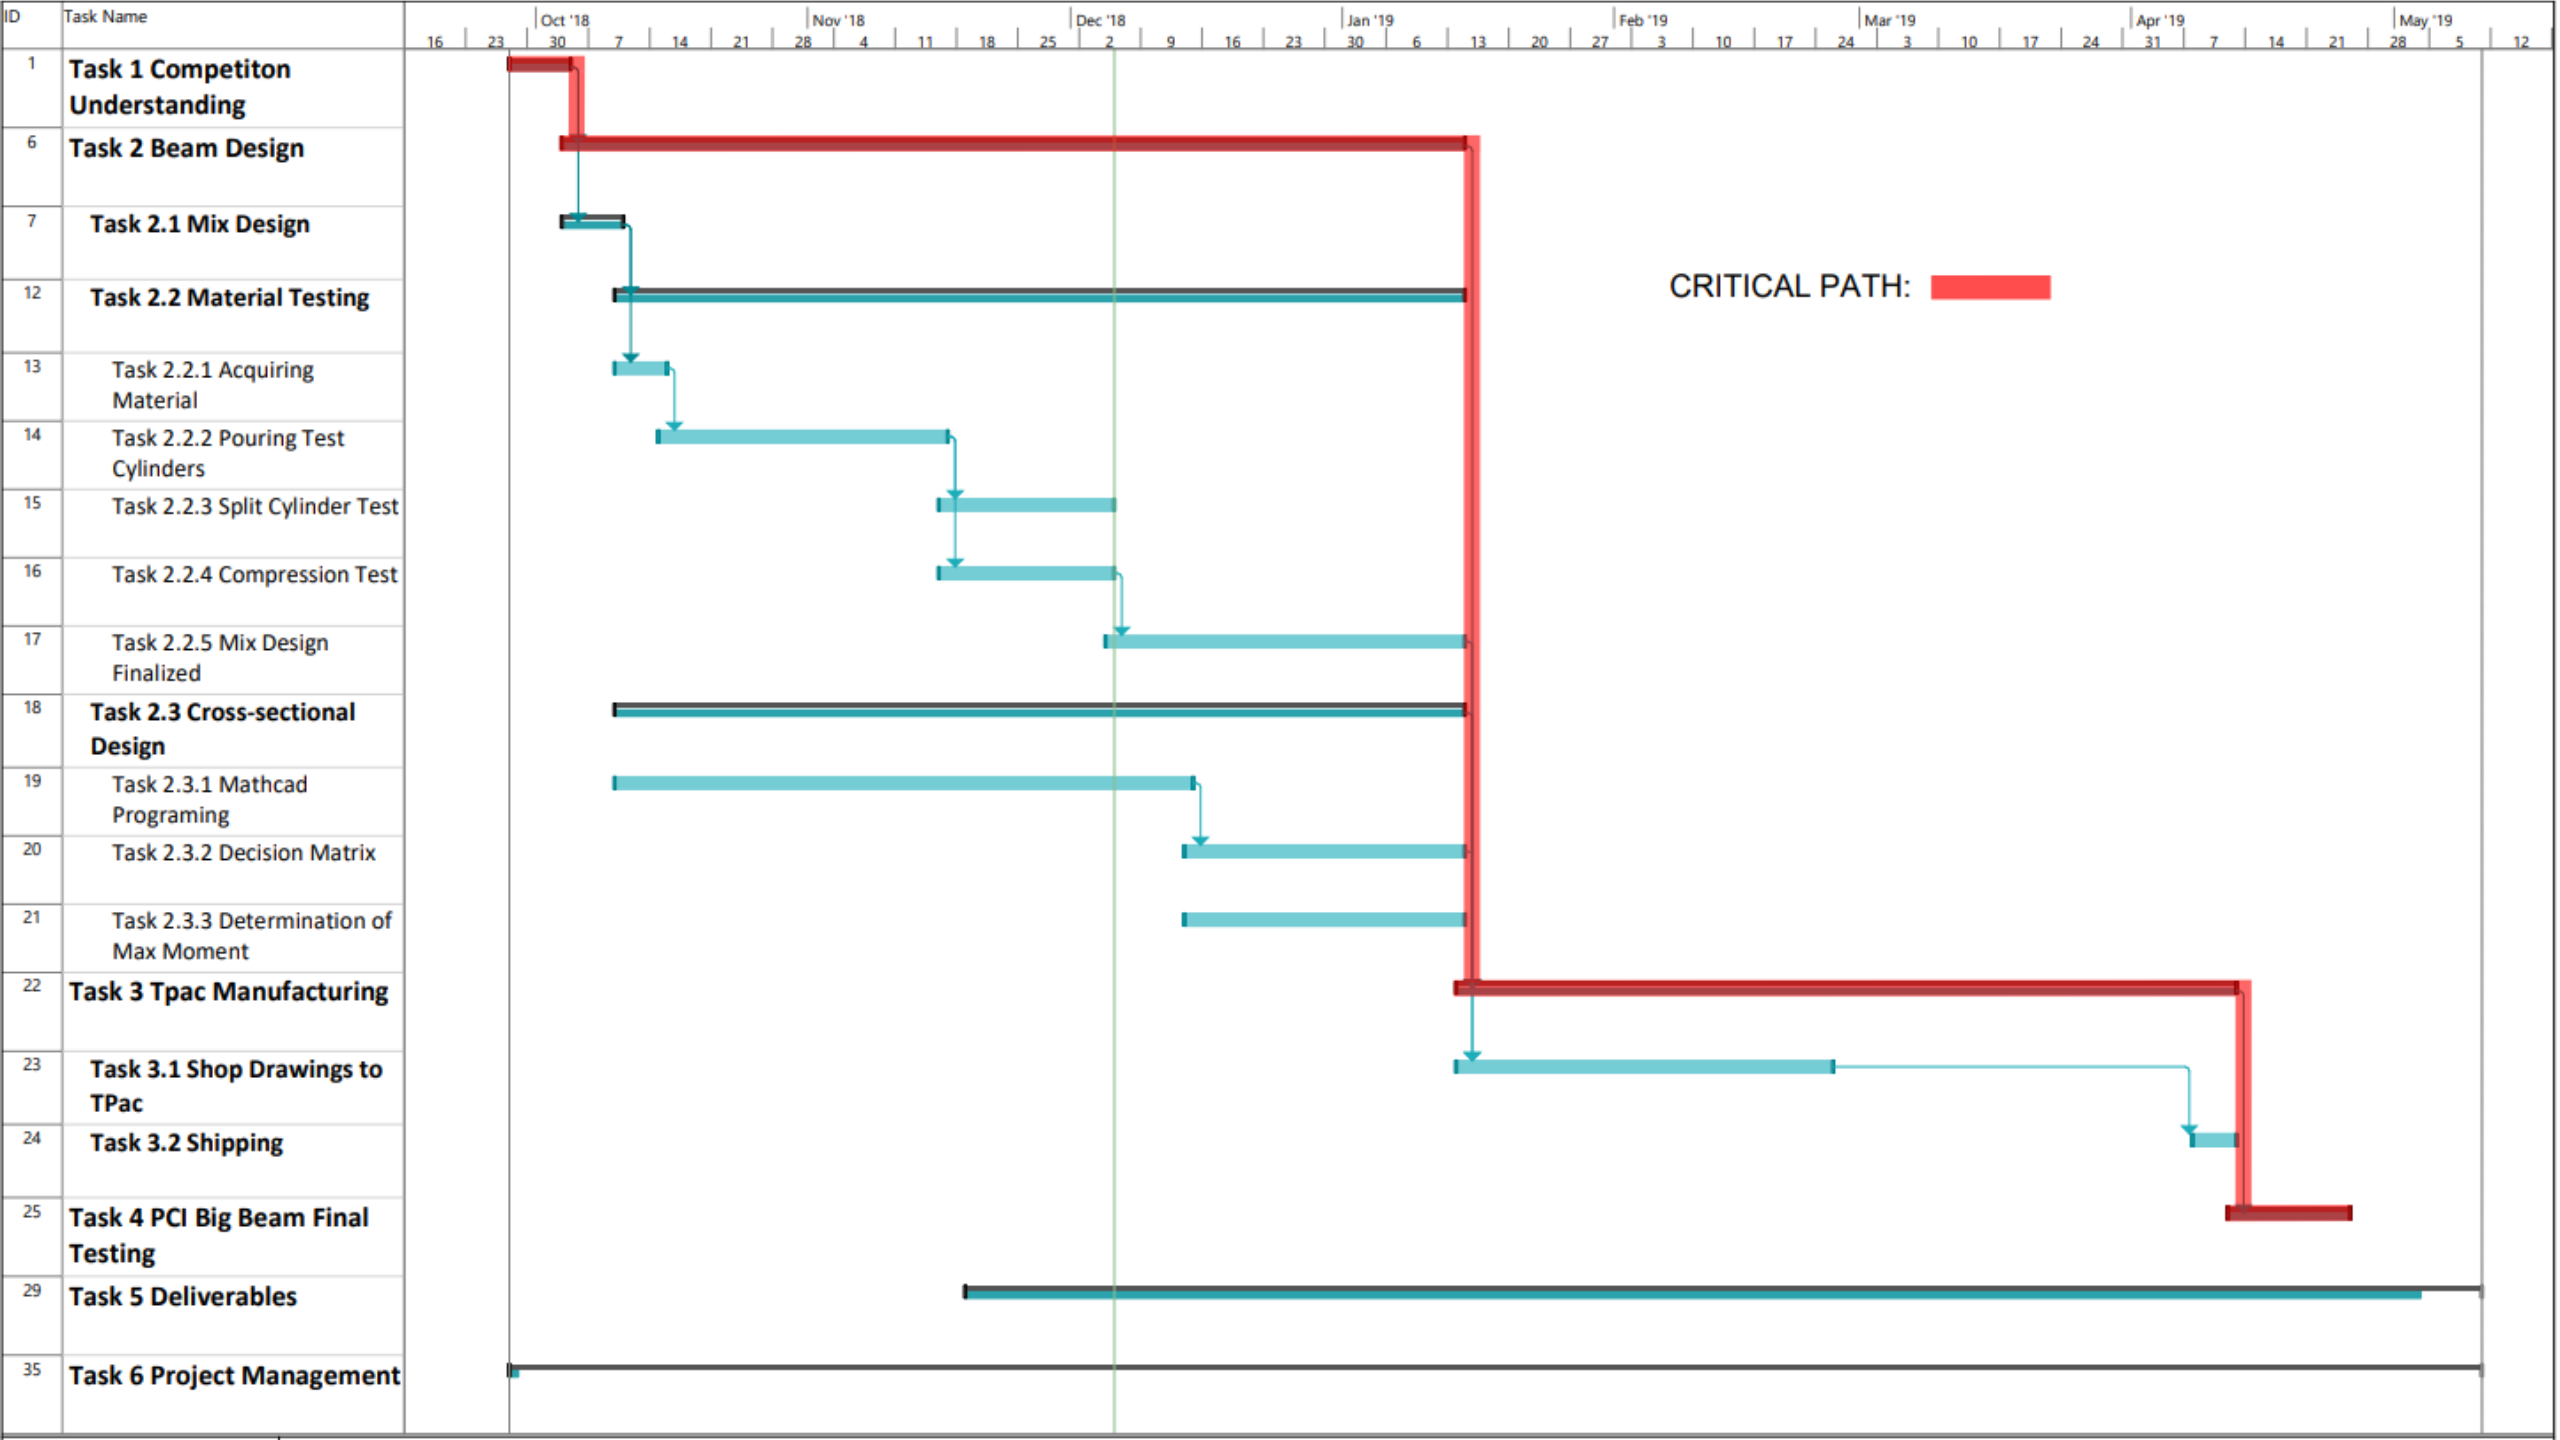 ID Task Name Oct '18 Nov '18 Dec '18 Jan '19 Feb '19 Mar '19 Apr '19 May '19
16 23 30 7 14 21 28 4 11 18 25 2 9 16 23 30 6 13 20 27 3 10 17 24 3 10 17 24 31 7 14 21 28 5 12
1 Task 1 Competiton
Understanding
6 Task 2 Beam Design
7 Task 2.1 Mix Design
CRITICAL PATH:
12 Task 2.2 Material Testing
13 Task 2.2.1 Acquiring
Material
14 Task 2.2.2 Pouring Test
Cylinders
15 Task 2.2.3 Split Cylinder Test
16 Task 2.2.4 Compression Test
17 Task 2.2.5 Mix Design
Finalized
18 Task 2.3 Cross-sectional
Design
19 Task 2.3.1 Mathcad
Programing
20 Task 2.3.2 Decision Matrix
21 Task 2.3.3 Determination of
Max Moment
22 Task 3 Tpac Manufacturing
23 Task 3.1 Shop Drawings to
TPac
24 Task 3.2 Shipping
25 Task 4 PCI Big Beam Final
Testing
29 Task 5 Deliverables
35 Task 6 Project Management